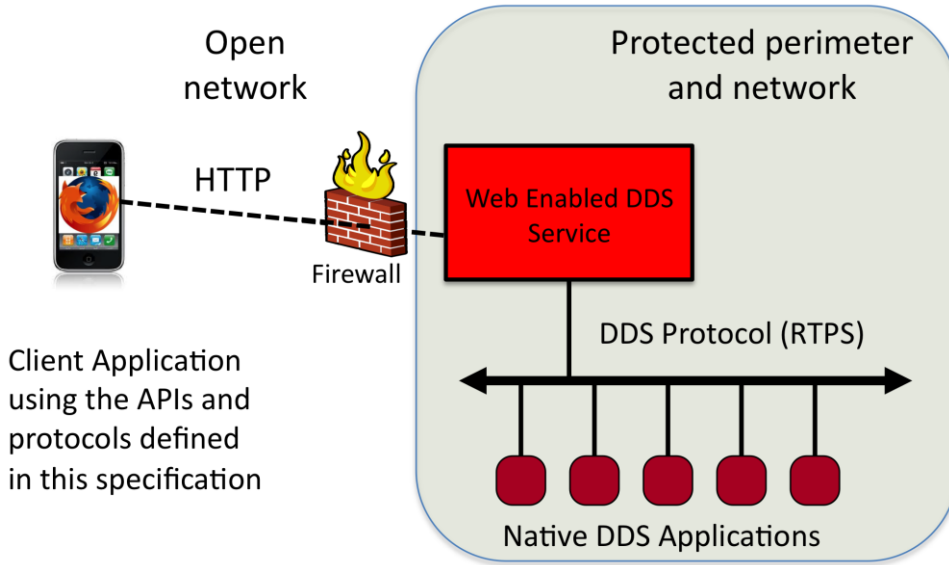 Open
network
Protected perimeter
and network
HTTP
Firewall
Web Enabled DDS
Service
DDS Protocol (RTPS)
Client Application
using the APIs and
protocols defined
in this specification
Native DDS Applications